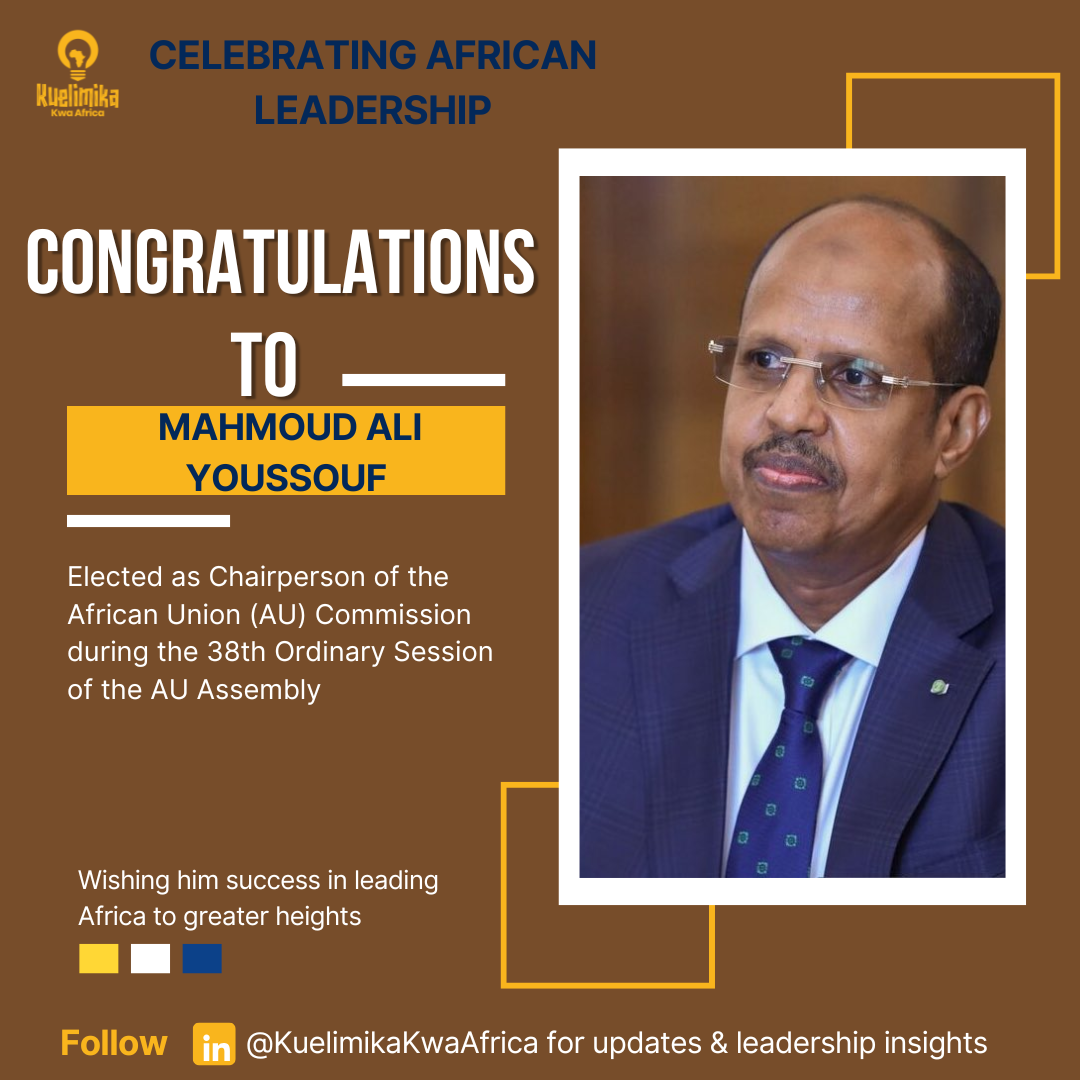 Kuelimika
Kwa Africa
CELEBRATING AFRICAN
LEADERSHIP
CONGRATULATIONS
TO
MAHMOUD ALI
YOUSSOUF
Elected as Chairperson of the
African Union (AU) Commission
during the 38th Ordinary Session
of the AU Assembly
Wishing him success in leading
Africa to greater heights
Follow in @KuelimikaKwaAfrica for updates & leadership insights